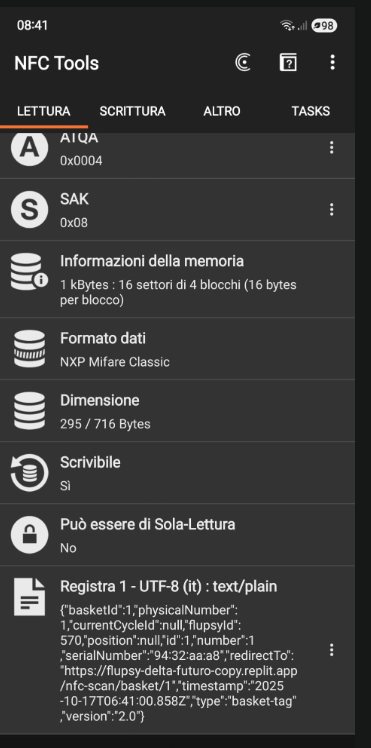 08:41
98
NFC Tools
LETTURA SCRITTURA ALTRO TASKS
A
ATQA
0x0004
S
SAK
0x08
Informazioni della memoria
1 kBytes : 16 settori di 4 blocchi (16 bytes
per blocco)
Formato dati
NXP Mifare Classic
Dimensione
295 / 716 Bytes
Scrivibile
Sì
Può essere di Sola-Lettura
No
Registra 1 - UTF-8 (it) : text/plain
{"basketId":1,"physicalNumber":
1,"currentCycleId":null,"flupsyId":
570,"position":null,"id":1,"number":1
,"serialNumber":"94:32:aa:a8","redirectTo":
"https://flupsy-delta-futuro-copy.replit.app
/nfc-scan/basket/1","timestamp":"2025
-10-17T06:41:00.858Z","type":"basket-tag"
,"version":"2.0"}